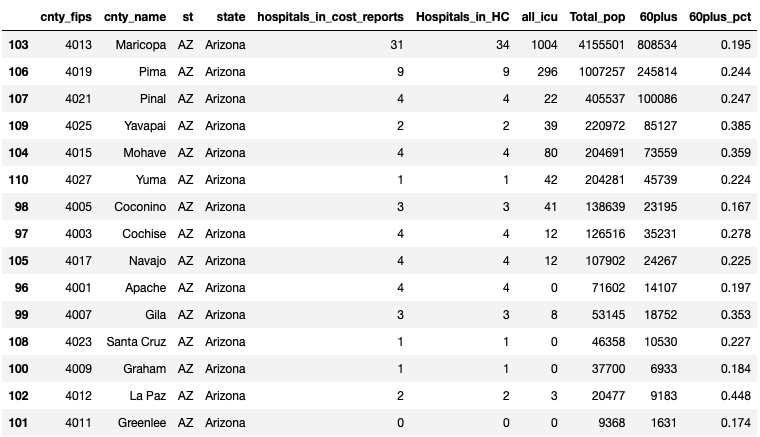 cnty_fips cnty_name st state hospitals_in_cost_reports Hospitals_in_HC all_icu Total_pop 60plus 60plus_pct
103 4013 Maricopa AZ Arizona 31 34 1004 4155501 808534 0.195
106 4019 Pima AZ Arizona 9 9 296 1007257 245814 0.244
107 4021 Pinal AZ Arizona 4 4 22 405537 100086 0.247
109 4025 Yavapai AZ Arizona 2 2 39 220972 85127 0.385
104 4015 Mohave AZ Arizona 4 4 80 204691 73559 0.359
110 4027 Yuma AZ Arizona 1 1 42 204281 45739 0.224
98 4005 Coconino AZ Arizona 3 3 41 138639 23195 0.167
97 4003 Cochise AZ Arizona 4 4 12 126516 35231 0.278
105 4017 Navajo AZ Arizona 4 4 12 107902 24267 0.225
96 4001 Apache AZ Arizona 4 4 0 71602 14107 0.197
99 4007 Gila AZ Arizona 3 3 8 53145 18752 0.353
108 4023 Santa Cruz AZ Arizona 1 1 0 46358 10530 0.227
100 4009 Graham AZ Arizona 1 1 0 37700 6933 0.184
102 4012 La Paz AZ Arizona 2 2 3 20477 9183 0.448
101 4011 Greenlee AZ Arizona 0 0 0 9368 1631 0.174